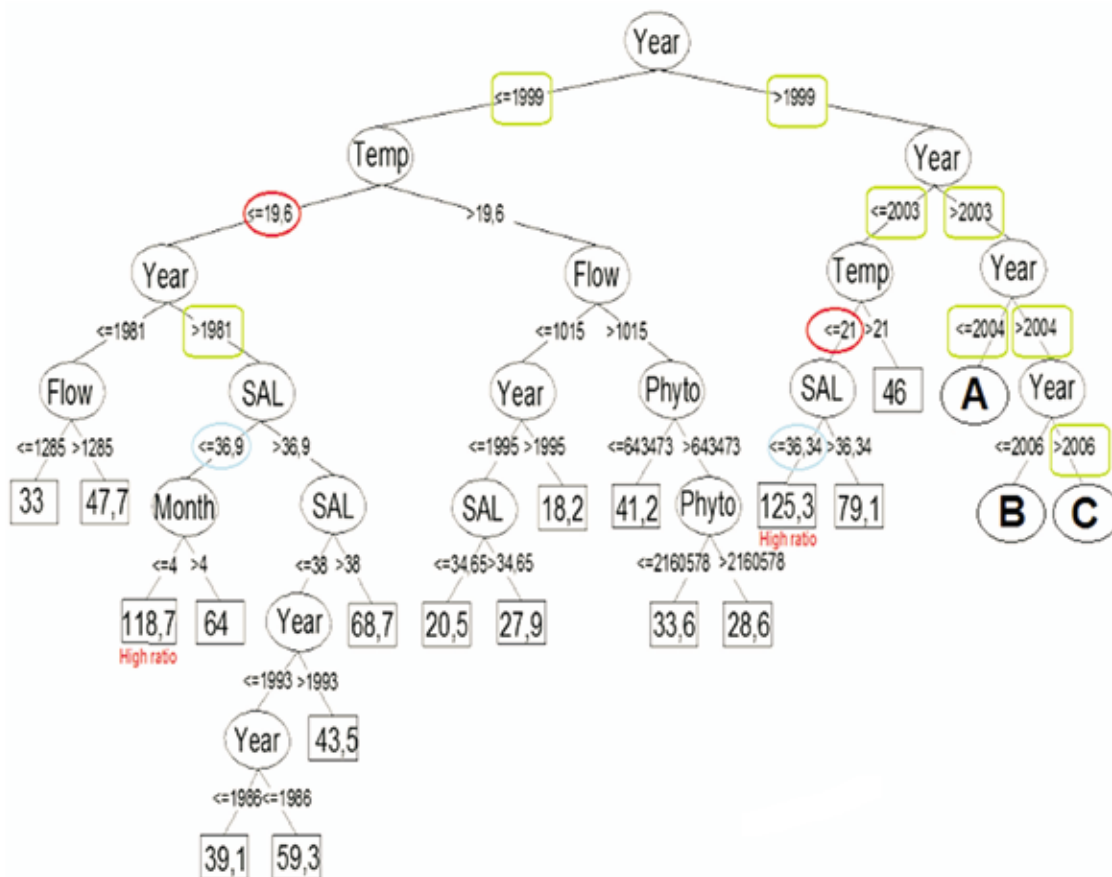 Year
<=1999 >1999
Temp Year
<=19,6 >19,6 <=2003 >2003
Year Flow Temp Year
<=1981 >1981 <=1015 >1015 <=21 >21 <=2004 >2004
Flow SAL Year Phyto SAL 46 A Year
<=1285 >1285 <=36,9 >36,9 <=1995 >1995 <=643473 >643473 <=36,34 >36,34 <=2006 >2006
33 47,7 Month SAL SAL 18,2 41,2 Phyto 125,3 79,1 B C
High ratio
<=4 >4 <=38 >38 <=34,65 >34,65 <=2160578 >2160578
118,7 64 Year 68,7 20,5 27,9 33,6 28,6
High ratio
<=1993 >1993
Year 43,5
<=1986 <=1986
39,1 59,3